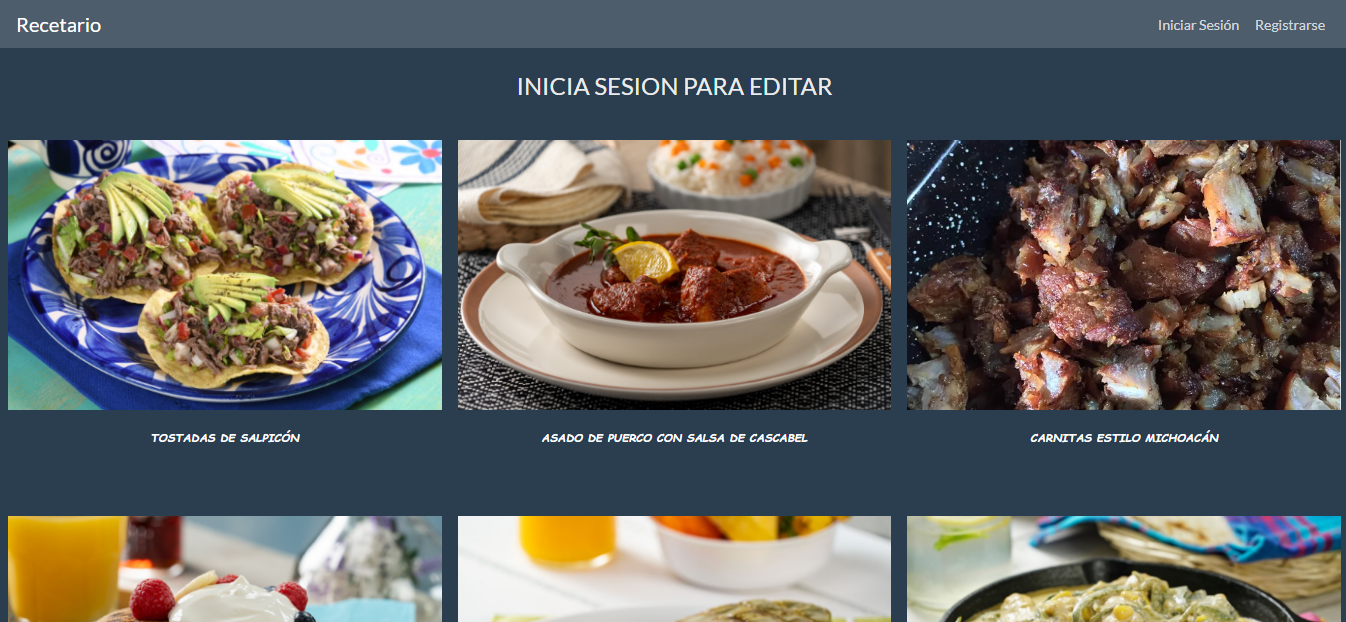 Recetario
Iniciar Sesión Registrarse
INICIA SESION PARA EDITAR
TOSTADAS DE SALPICÓN
ASADO DE PUERCO CON SALSA DE CASCABEL
CARNITAS ESTILO MICHOACÁN